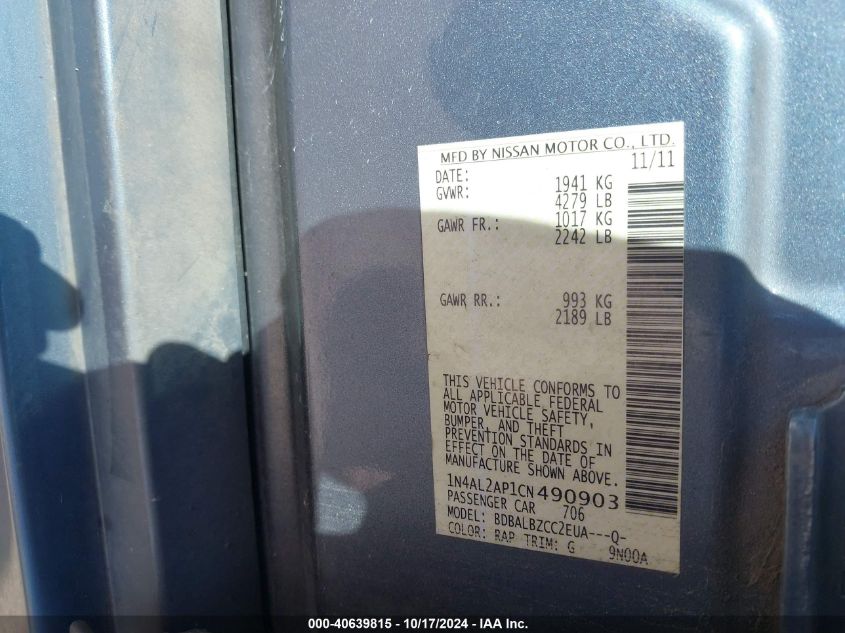 MFD BY NISSAN MOTOR CO., LTD.
DATE: 11/11
GVWR: 1941 KG
4279 LB
GAWR FR.: 1017 KG
2242 LB
GAWR RR.: 993 KG
2189 LB
THIS VEHICLE CONFORMS TO
ALL APPLICABLE FEDERAL
MOTOR VEHICLE SAFETY,
BUMPER, AND THEFT
PREVENTION STANDARDS IN
EFFECT ON THE DATE OF
MANUFACTURE SHOWN ABOVE.
1N4AL2AP1CN490903
PASSENGER CAR 706
MODEL: BDBALBZCC2EUA---Q-
COLOR: RAP TRIM: G 9N00A
000-40639815 - 10/17/2024 - IAA Inc.